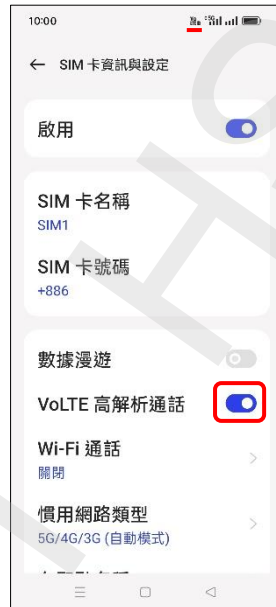 10:00
SIM 卡資訊與設定
啟用
SIM 卡名稱
SIM1
SIM 卡號碼
+886
數據漫遊
VoLTE 高解析通話
Wi-Fi 通話
關閉
慣用網路類型
5G/4G/3G (自動模式)